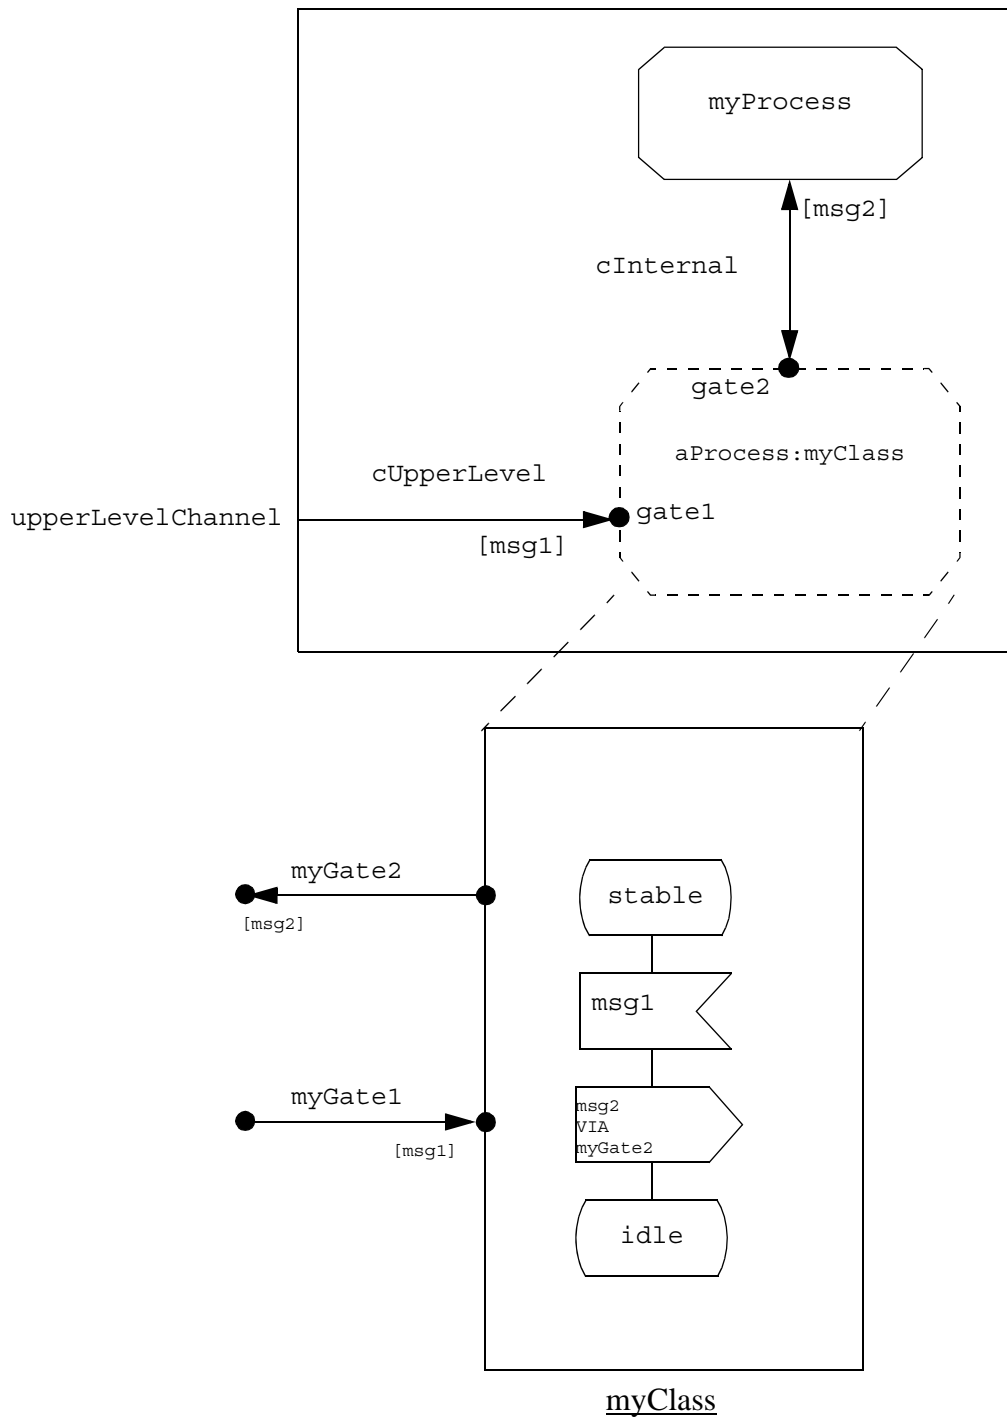 myProcess
[msg2]
cInternal
gate2
aProcess:myClass
cUpperLevel
upperLevelChannel
gate1
[msg1]
myGate2
[msg2]
stable
msg1
myGate1
[msg1]
msg2
VIA
myGate2
idle
myClass